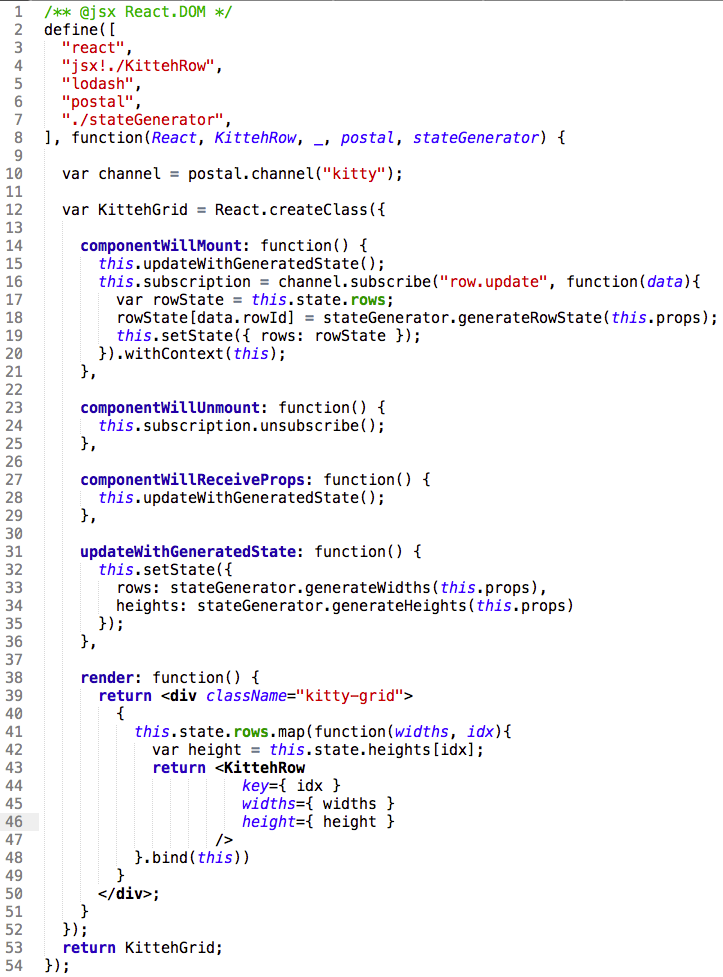 1 /** @jsx React.DOM */
2 define([
3   "react",
4   "jsx!./KittehRow",
5   "lodash",
6   "postal",
7   "./stateGenerator",
8 ], function(React, KittehRow, _, postal, stateGenerator) {
9
10   var channel = postal.channel("kitty");
11
12   var KittehGrid = React.createClass({
13
14     componentWillMount: function() {
15       this.updateWithGeneratedState();
16       this.subscription = channel.subscribe("row.update", function(data){
17         var rowState = this.state.rows;
18         rowState[data.rowId] = stateGenerator.generateRowState(this.props);
19         this.setState({ rows: rowState });
20       }).withContext(this);
21     },
22
23     componentWillUnmount: function() {
24       this.subscription.unsubscribe();
25     },
26
27     componentWillReceiveProps: function() {
28       this.updateWithGeneratedState();
29     },
30
31     updateWithGeneratedState: function() {
32       this.setState({
33         rows: stateGenerator.generateWidths(this.props),
34         heights: stateGenerator.generateHeights(this.props)
35       });
36     },
37
38     render: function() {
39       return <div className="kitty-grid">
40         {
41           this.state.rows.map(function(widths, idx){
42             var height = this.state.heights[idx];
43             return <KittehRow
44                       key={ idx }
45                       widths={ widths }
46                       height={ height }
47                    />
48           }.bind(this))
49         }
50       </div>;
51     }
52   });
53   return KittehGrid;
54 });